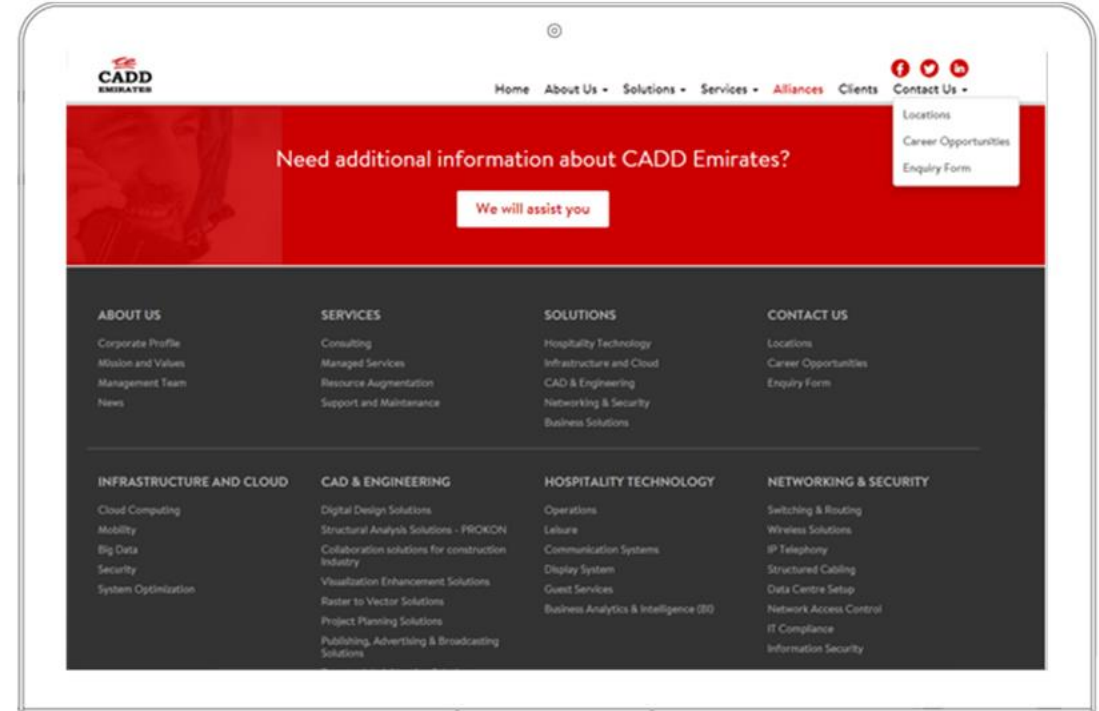 CADD
EMIRATES
Home About Us Solutions Services Alliances Clients Contact Us
Locations
Career Opportunities
Enquiry Form
Need additional information about CADD Emirates?
We will assist you
ABOUT US
Corporate Profile
Mission and Values
Management Team
News
SERVICES
Consulting
Managed Services
Resource Augmentation
Support and Maintenance
SOLUTIONS
Hospitality Technology
Infrastructure and Cloud
CAD & Engineering
Networking & Security
Business Solutions
CONTACT US
Locations
Career Opportunities
Enquiry Form
INFRASTRUCTURE AND CLOUD
Cloud Computing
Mobility
Big Data
Security
System Optimization
CAD & ENGINEERING
Digital Design Solutions
Structural Analysis Solutions - PROKON
Collaboration solutions for construction
Industry
Visualization Enhancement Solutions
Raster to Vector Solutions
Project Planning Solutions
Publishing, Advertising & Broadcasting
Solutions
HOSPITALITY TECHNOLOGY
Operations
Leisure
Communication Systems
Display System
Guest Services
Business Analytics & Intelligence (BI)
NETWORKING & SECURITY
Switching & Routing
Wireless Solutions
IP Telephony
Structured Cabling
Data Centre Setup
Network Access Control
IT Compliance
Information Security